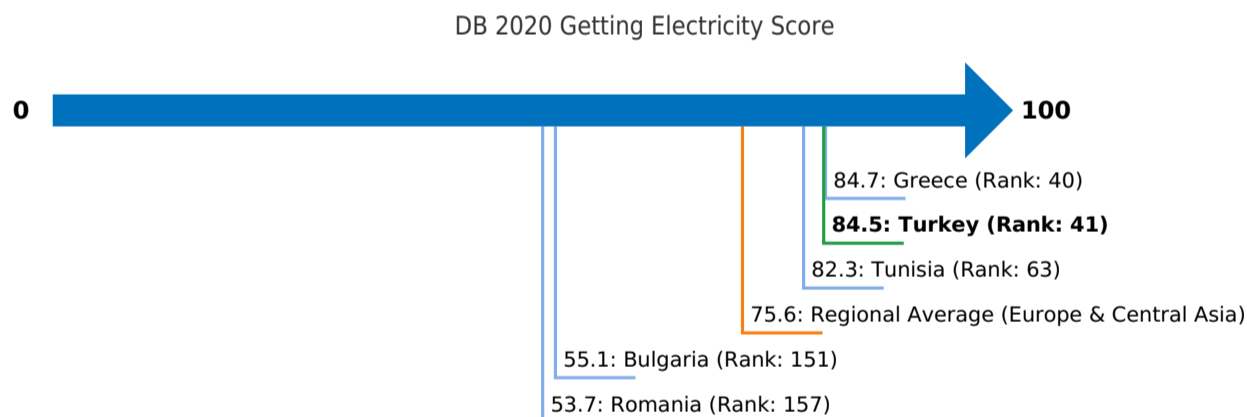 DB 2020 Getting Electricity Score
0
100
84.7: Greece (Rank: 40)
84.5: Turkey (Rank: 41)
82.3: Tunisia (Rank: 63)
75.6: Regional Average (Europe & Central Asia)
55.1: Bulgaria (Rank: 151)
53.7: Romania (Rank: 157)